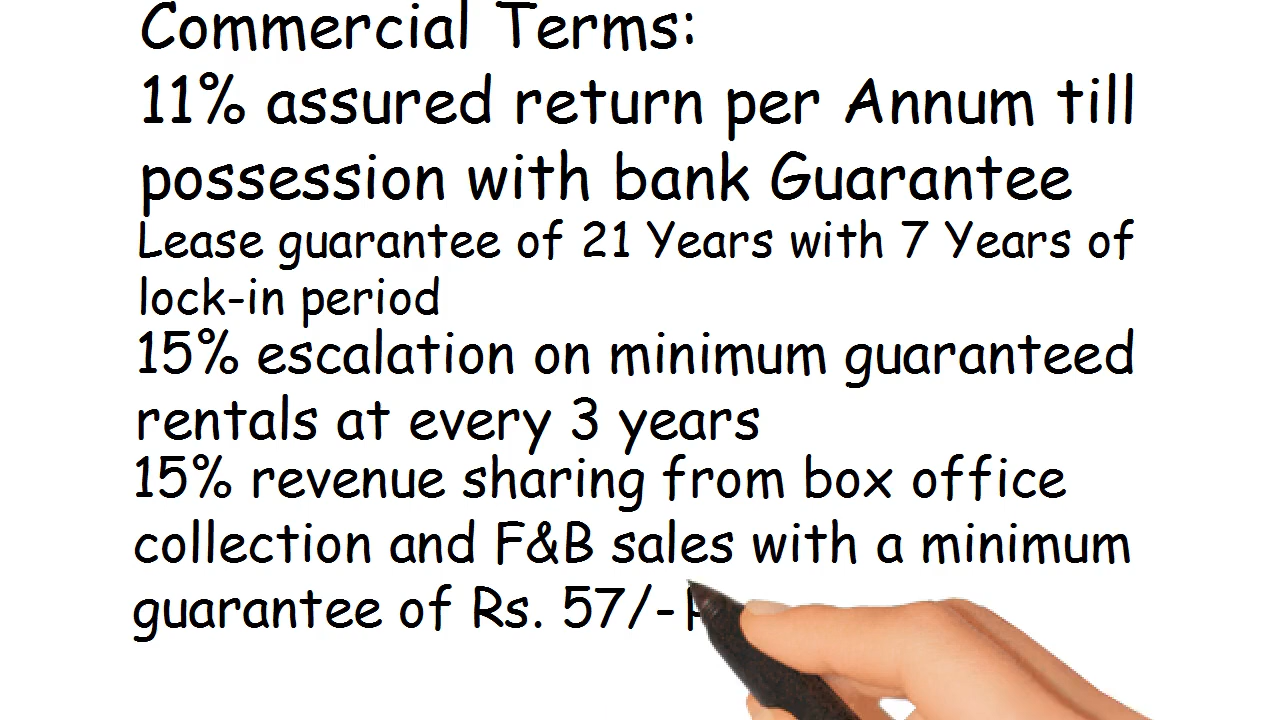 Commercial Terms:
11% assured return per Annum till
possession with bank Guarantee
Lease guarantee of 21 Years with 7 Years of
lock-in period
15% escalation on minimum guaranteed
rentals at every 3 years
15% revenue sharing from box office
collection and F&B sales with a minimum
guarantee of Rs. 57/-